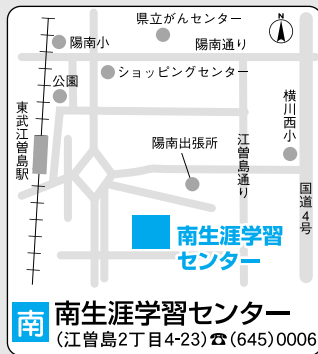 県立がんセンター
N
陽南小
陽南通り
ショッピングセンター
公園
東武江曽島駅
横川西小
陽南出張所
江曽島通り
国道4号
南生涯学習
センター
南 南生涯学習センター
(江曽島2丁目4-23)☎(645)0006